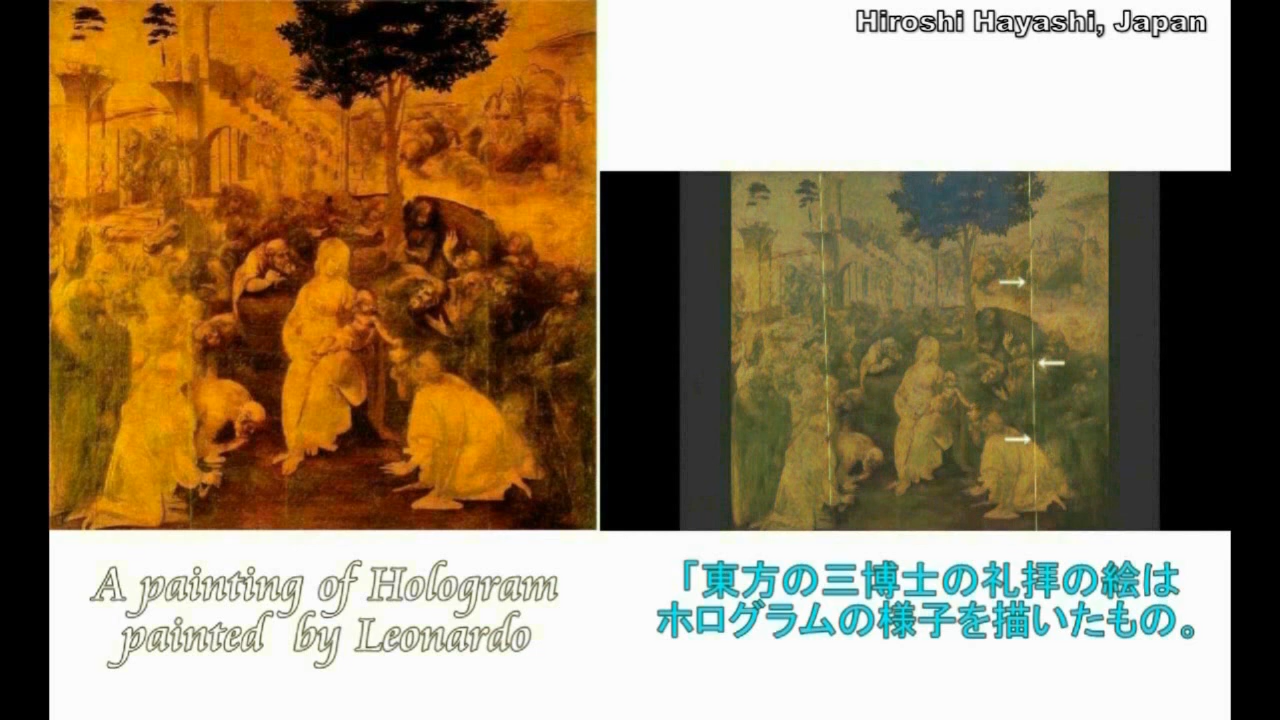 Hiroshi Hayashi, Japan
A painting of Hologram
painted by Leonardo
「東方の三博士の礼拝の絵は
ホログラムの様子を描いたもの。